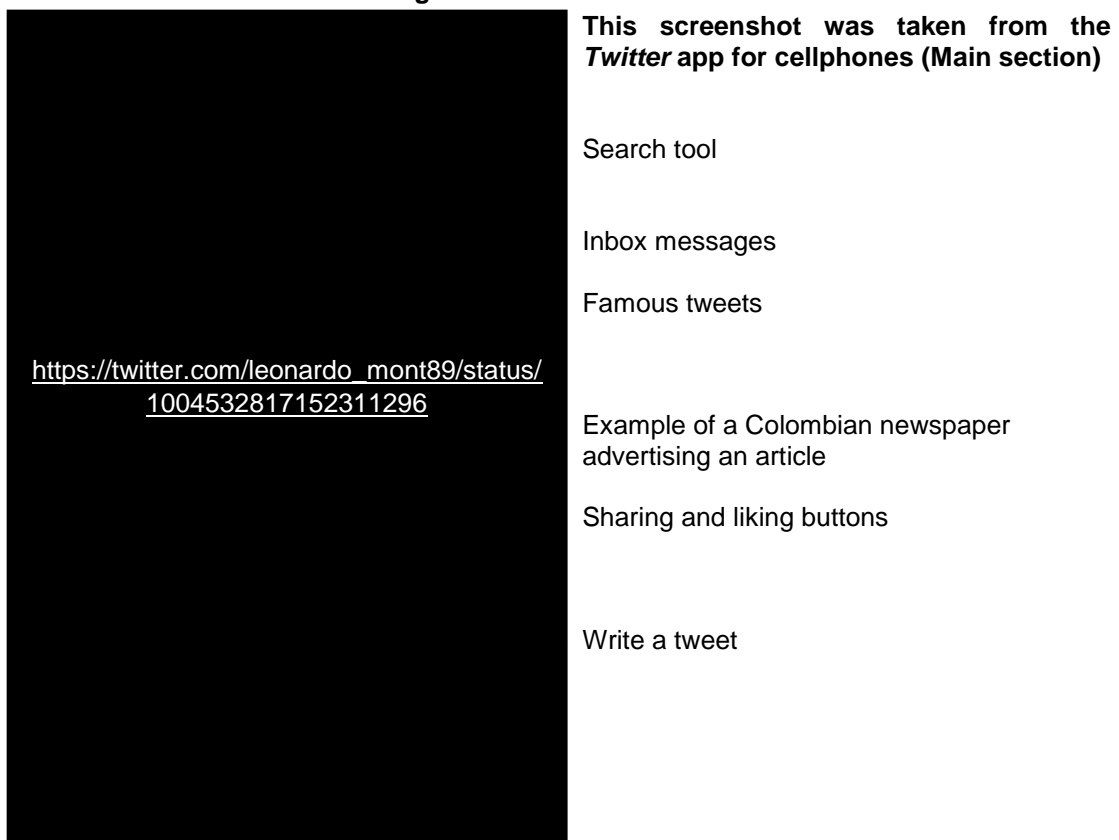 This screenshot was taken from the
Twitter app for cellphones (Main section)
Search tool
Inbox messages
Famous tweets
https://twitter.com/leonardo_mont89/status/
1004532817152311296
Example of a Colombian newspaper
advertising an article
Sharing and liking buttons
Write a tweet